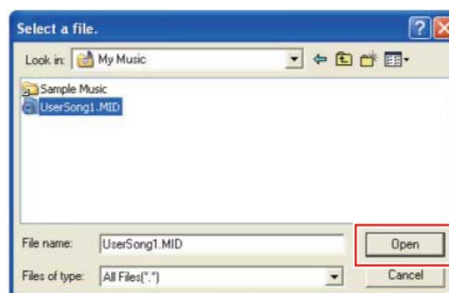 Select a file.
Look in: My Music
Sample Music
UserSong1.MID
File name: UserSong1.MID
Open
Files of type: All Files(*.*)
Cancel